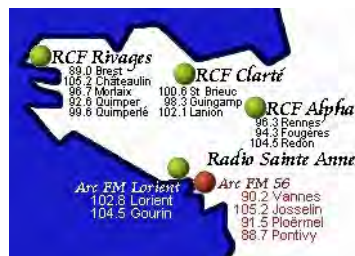 RCF Rivages
89.0 Brest
105.2 Châteaulin
96.7 Morlaix
92.6 Quimper
99.6 Quimperlé
RCF Clarté
100.6 St Brieuc
98.3 Guingamp
102.1 Lanion
RCF Alpha
96.3 Rennes
94.3 Fougères
104.5 Redon
Radio Sainte Anne
Arc FM Lorient
102.8 Lorient
104.5 Gourin
Arc FM 56
90.2 Vannes
105.2 Josselin
91.5 Ploërmel
88.7 Pontivy